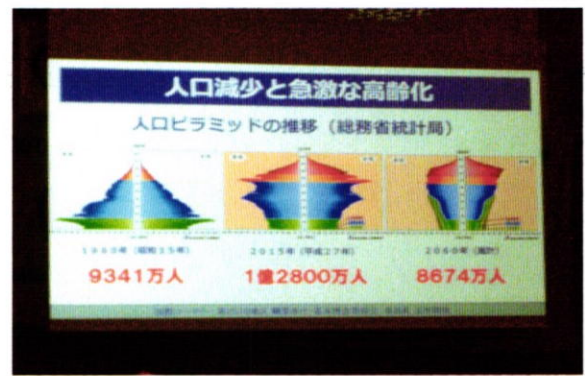 人口減少と急激な高齢化
人口ピラミッドの推移（総務省統計局）
1960年（昭和35年）
2015年（平成27年）
2060年（推計）
9341万人
1億2800万人
8674万人